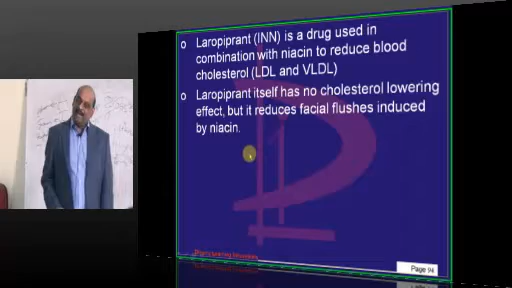 o Laropiprant (INN) is a drug used in
combination with niacin to reduce blood
cholesterol (LDL and VLDL)
o Laropiprant itself has no cholesterol lowering
effect, but it reduces facial flushes induced
by niacin.
Page 94